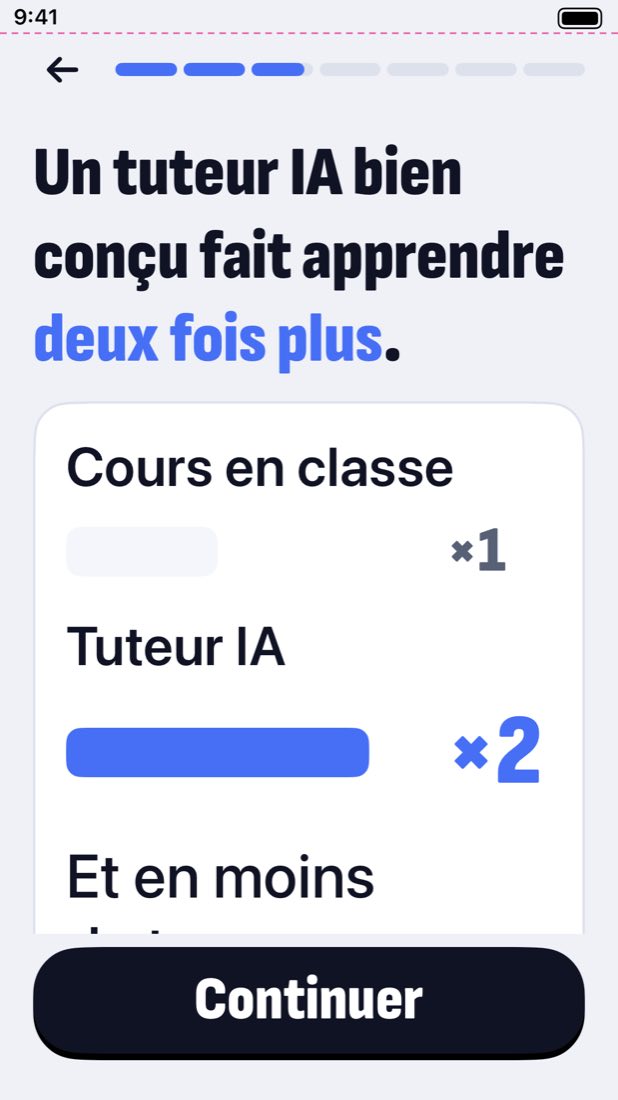 9:41
Un tuteur IA bien
conçu fait apprendre
deux fois plus.
Cours en classe
×1
Tuteur IA
×2
Et en moins
Continuer